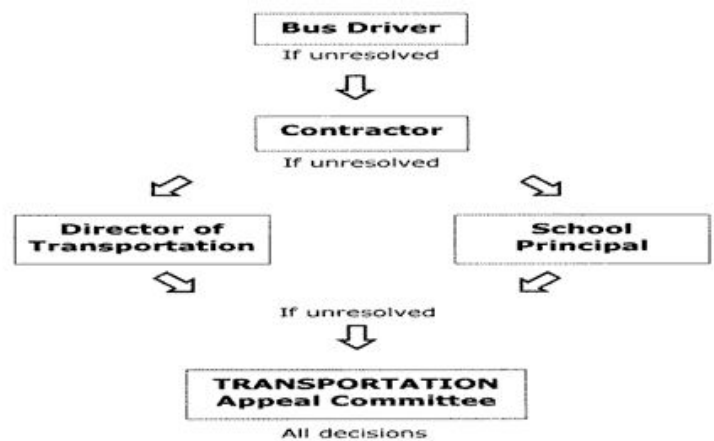 Bus Driver
If unresolved
Contractor
If unresolved
Director of
Transportation
School
Principal
If unresolved
TRANSPORTATION
Appeal Committee
All decisions